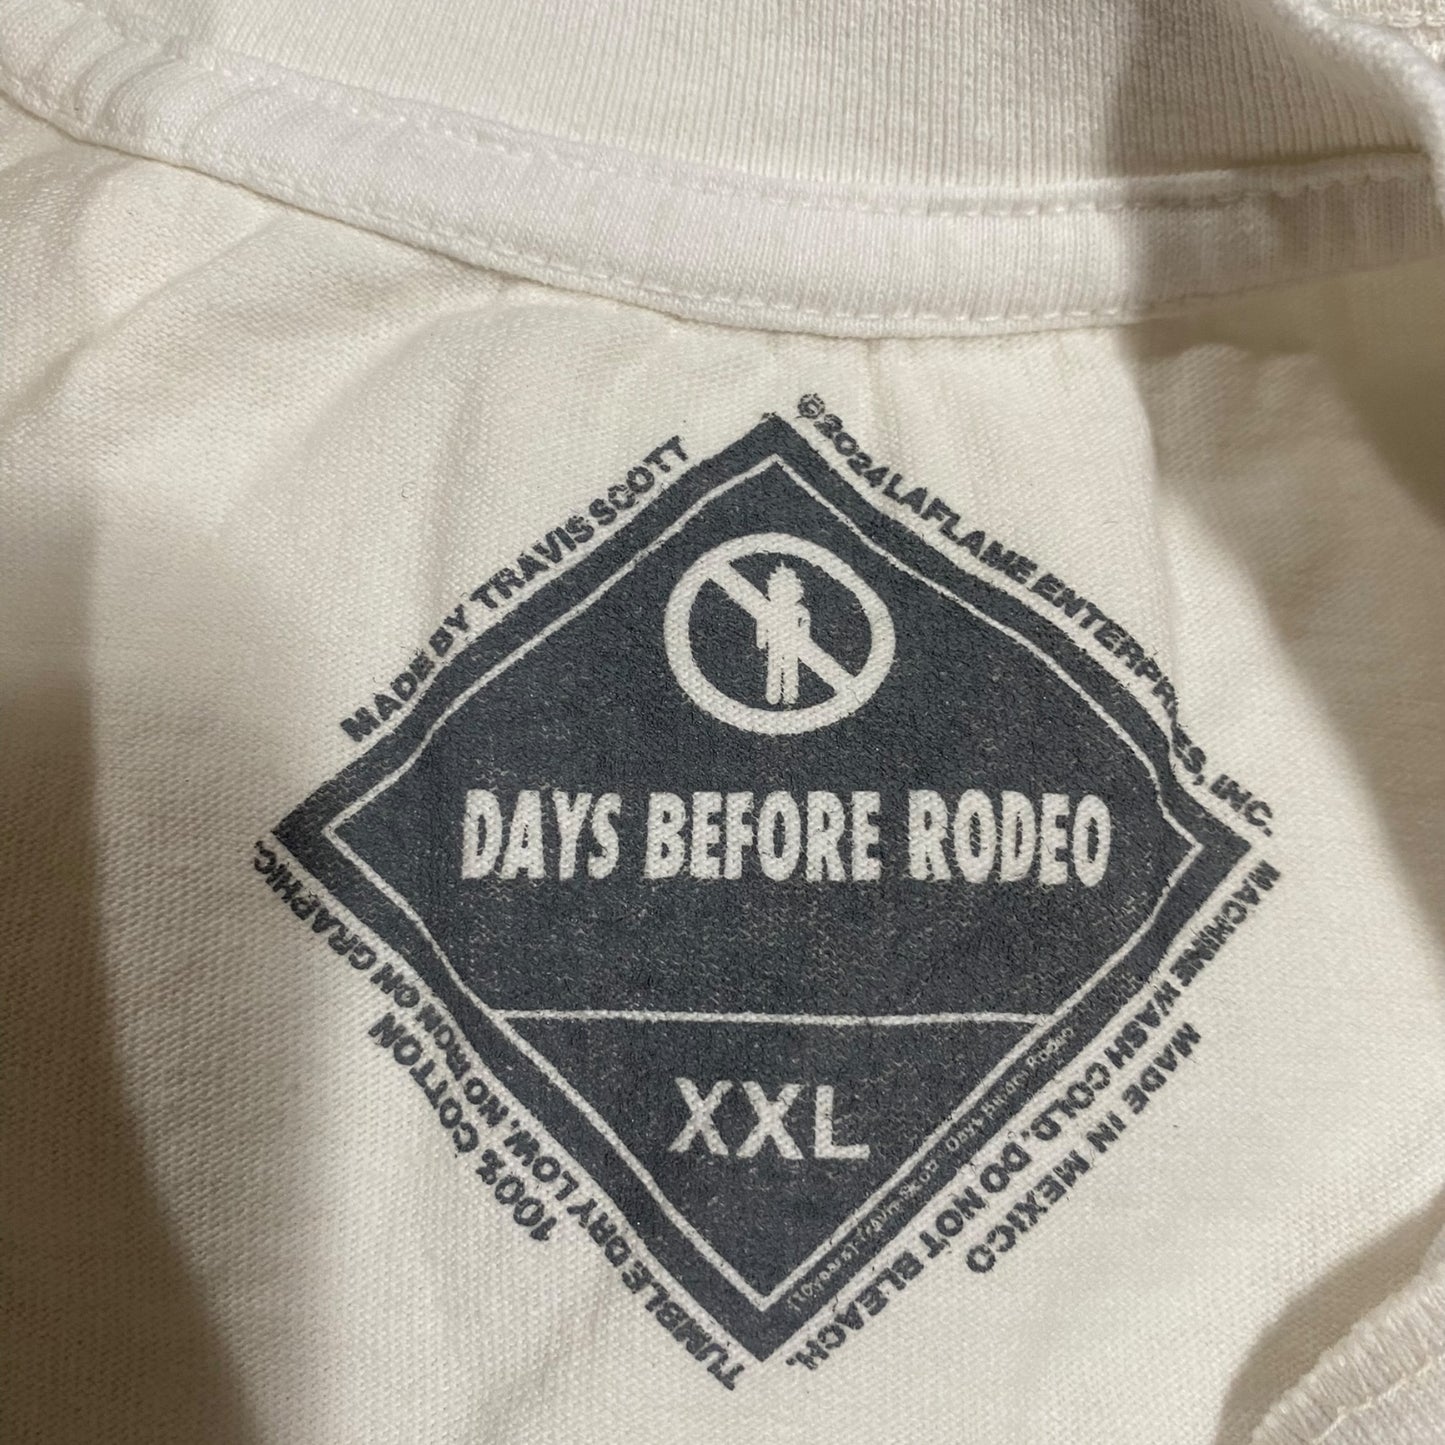 MADE BY TRAVIS SCOTT
©2024 LAFLAME ENTERPRISES, INC.
DAYS BEFORE RODEO
XXL
100% COTTON
TUMBLE DRY LOW. NO IRON ON GRAPHIC.
MADE IN MEXICO
MACHINE WASH COLD. DO NOT BLEACH.